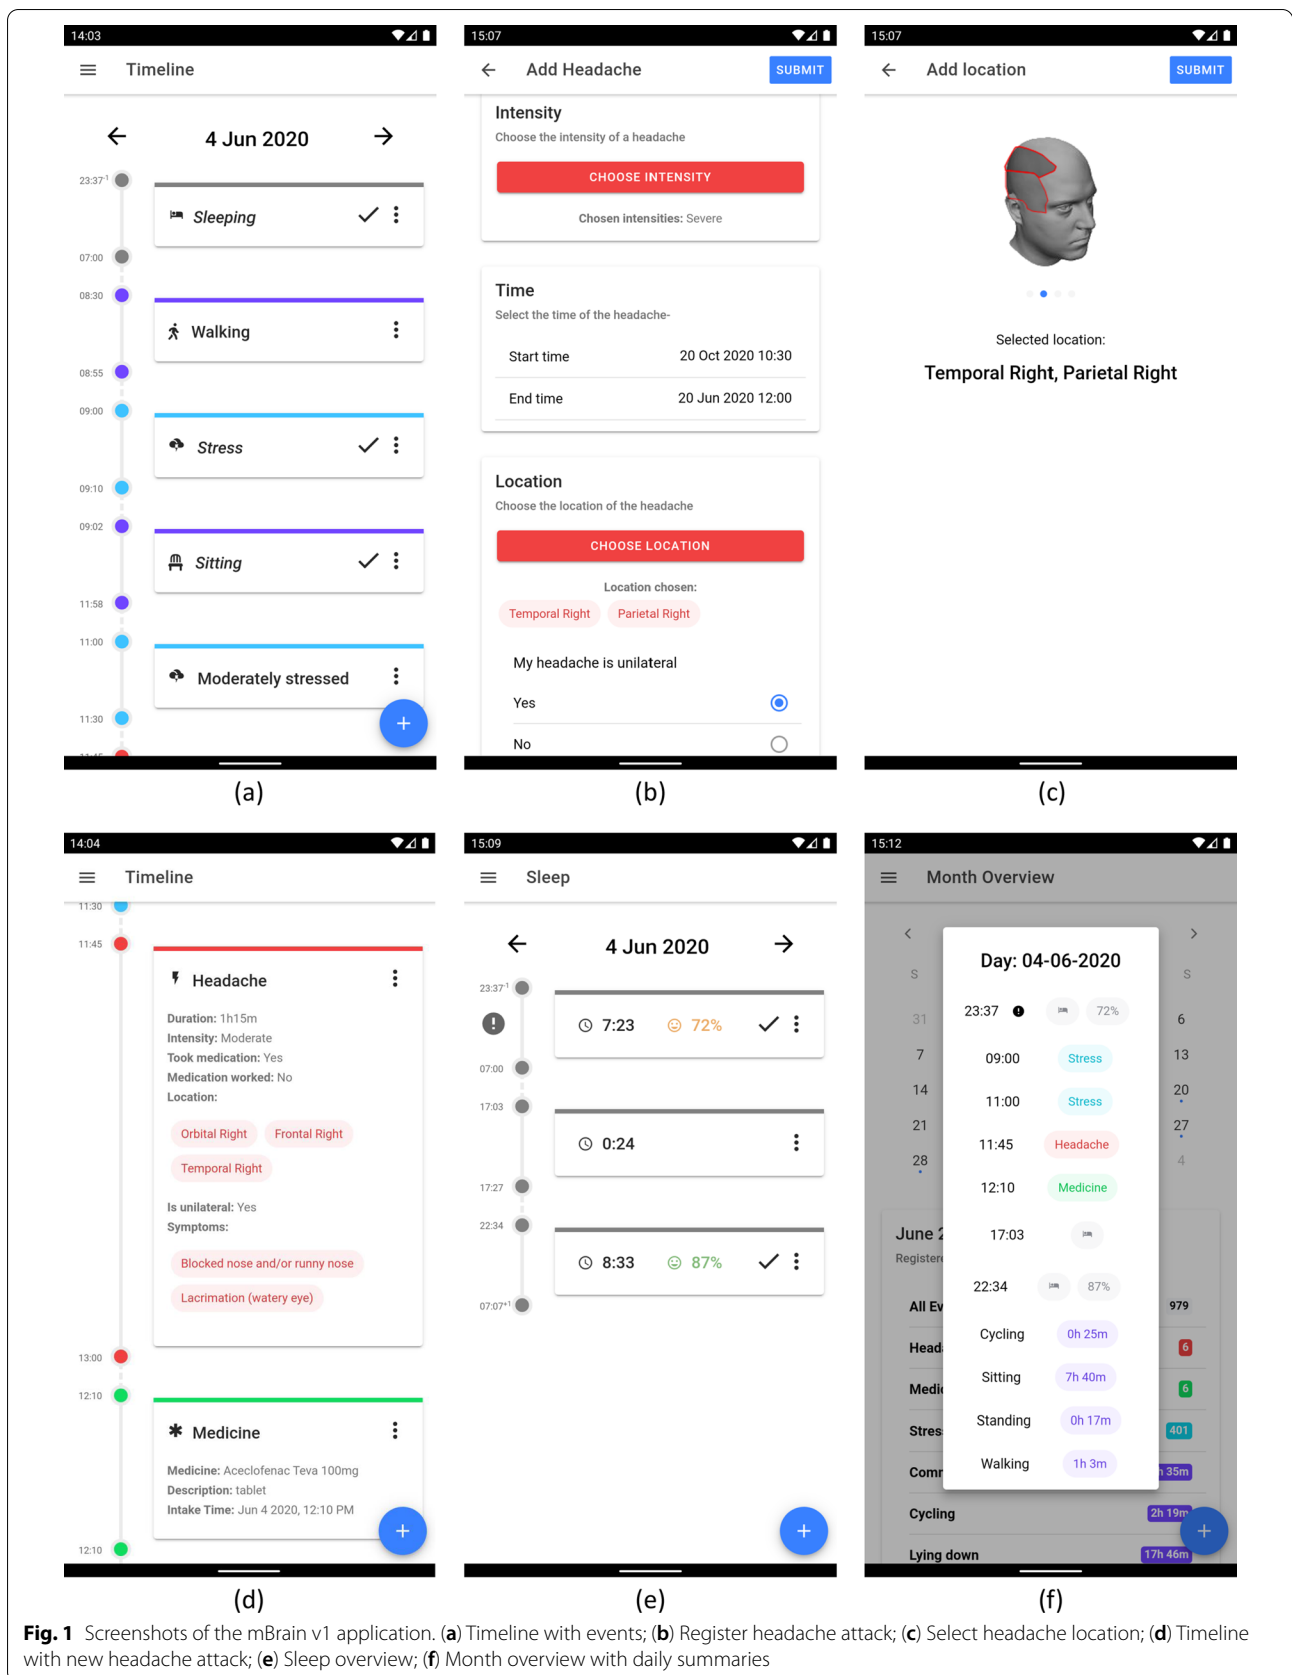 14:03
Timeline
4 Jun 2020
23:37-1
Sleeping
07:00
08:30
Walking
08:55
09:00
Stress
09:10
09:02
Sitting
11:58
11:00
Moderately stressed
11:30
+
(a)
15:07
Add Headache
SUBMIT
Intensity
Choose the intensity of a headache
CHOOSE INTENSITY
Chosen intensities: Severe
Time
Select the time of the headache-
Start time 20 Oct 2020 10:30
End time 20 Jun 2020 12:00
Location
Choose the location of the headache
CHOOSE LOCATION
Location chosen:
Temporal Right Parietal Right
My headache is unilateral
Yes
No
(b)
15:07
Add location
SUBMIT
Selected location:
Temporal Right, Parietal Right
(c)
14:04
Timeline
11:30
11:45
Headache
Duration: 1h15m
Intensity: Moderate
Took medication: Yes
Medication worked: No
Location:
Orbital Right Frontal Right
Temporal Right
Is unilateral: Yes
Symptoms:
Blocked nose and/or runny nose
Lacrimation (watery eye)
13:00
12:10
Medicine
Medicine: Aceclofenac Teva 100mg
Description: tablet
Intake Time: Jun 4 2020, 12:10 PM
+
12:10
(d)
15:09
Sleep
4 Jun 2020
23:37-1
7:23 72%
07:00
17:03
0:24
17:27
22:34
8:33 87%
07:07+1
+
(e)
15:12
Month Overview
S S
31 6
7 13
14 20
21 27
28 4
June 2
Registere
All Ev 979
Heada 6
Medic 6
Stres 401
Comm h 35m
Cycling 2h 19m
Lying down 17h 46m
+
Day: 04-06-2020
23:37 72%
09:00 Stress
11:00 Stress
11:45 Headache
12:10 Medicine
17:03
22:34 87%
Cycling 0h 25m
Sitting 7h 40m
Standing 0h 17m
Walking 1h 3m
(f)
Fig. 1 Screenshots of the mBrain v1 application. (a) Timeline with events; (b) Register headache attack; (c) Select headache location; (d) Timeline
with new headache attack; (e) Sleep overview; (f) Month overview with daily summaries